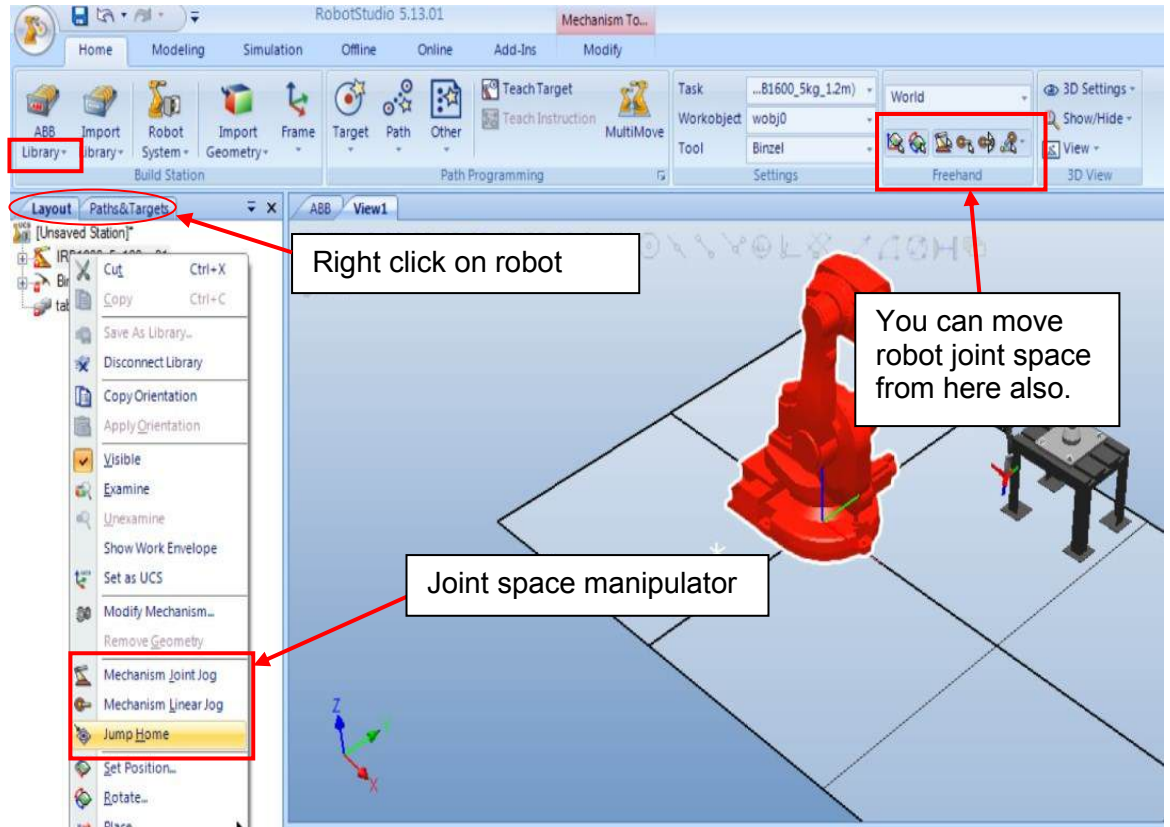 RobotStudio 5.13.01
Mechanism To...
Home Modeling Simulation Offline Online Add-Ins Modify
ABB Library
Import Library
Robot System
Import Geometry
Frame
Build Station
Target
Path
Other
Teach Target
Teach Instruction
MultiMove
Path Programming
Task ...B1600_5kg_1.2m)
Workobject wobj0
Tool Binzel
Settings
World
Freehand
3D Settings
Show/Hide
View
3D View
Layout Paths&Targets
ABB View1
[Unsaved Station]*
Cut Ctrl+X
Copy Ctrl+C
Save As Library...
Disconnect Library
Copy Orientation
Apply Orientation
Visible
Examine
Unexamine
Show Work Envelope
Set as UCS
Modify Mechanism...
Remove Geometry
Mechanism Joint Jog
Mechanism Linear Jog
Jump Home
Set Position...
Rotate...
Place
Right click on robot
You can move
robot joint space
from here also.
Joint space manipulator
Z
X